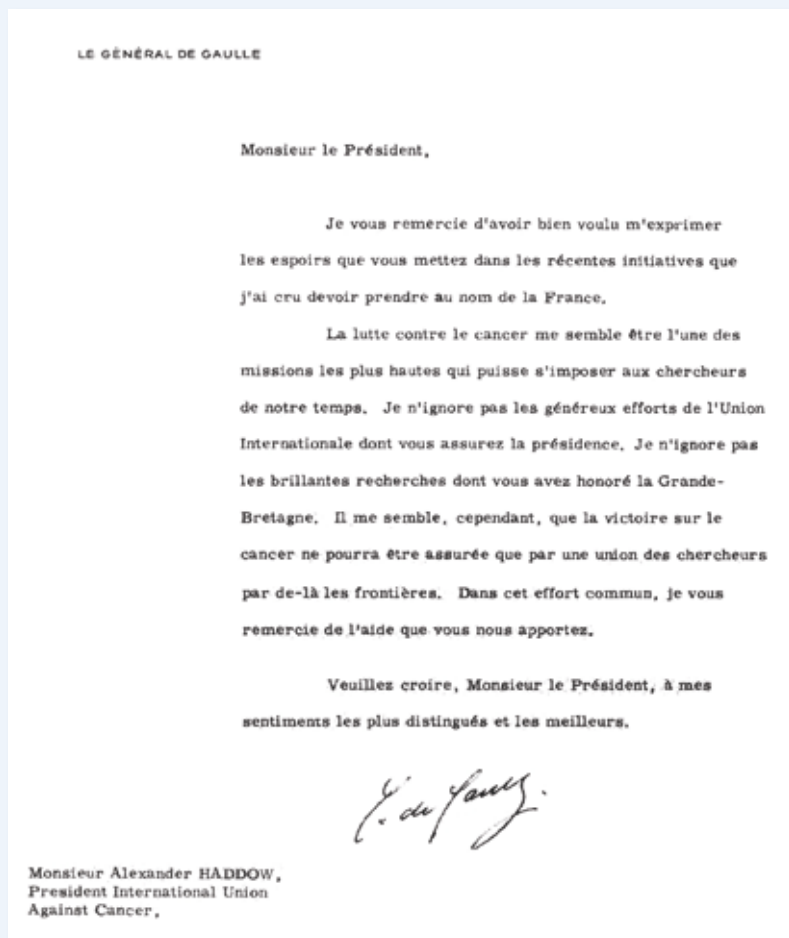 LE GÉNÉRAL DE GAULLE
Monsieur le Président,
Je vous remercie d'avoir bien voulu m'exprimer
les espoirs que vous mettez dans les récentes initiatives que
j'ai cru devoir prendre au nom de la France.
La lutte contre le cancer me semble être l'une des
missions les plus hautes qui puisse s'imposer aux chercheurs
de notre temps. Je n'ignore pas les généreux efforts de l'Union
Internationale dont vous assurez la présidence. Je n'ignore pas
les brillantes recherches dont vous avez honoré la Grande-
Bretagne. Il me semble, cependant, que la victoire sur le
cancer ne pourra être assurée que par une union des chercheurs
par de-là les frontières. Dans cet effort commun, je vous
remercie de l'aide que vous nous apportez.
Veuillez croire, Monsieur le Président, à mes
sentiments les plus distingués et les meilleurs.
C. de Gaulle.
Monsieur Alexander HADDOW,
President International Union
Against Cancer,